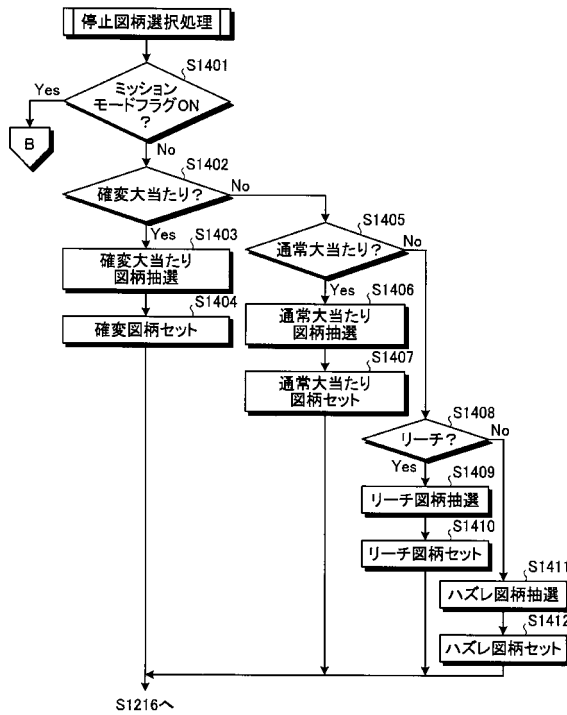 停止図柄選択処理
S1401
ミッション
モードフラグON
?
Yes
B
No
S1402
確変大当たり?
No
Yes
S1403
確変大当たり
図柄抽選
S1404
確変図柄セット
S1405
通常大当たり?
No
Yes
S1406
通常大当たり
図柄抽選
S1407
通常大当たり
図柄セット
S1408
リーチ?
No
Yes
S1409
リーチ図柄抽選
S1410
リーチ図柄セット
S1411
ハズレ図柄抽選
S1412
ハズレ図柄セット
S1216へ